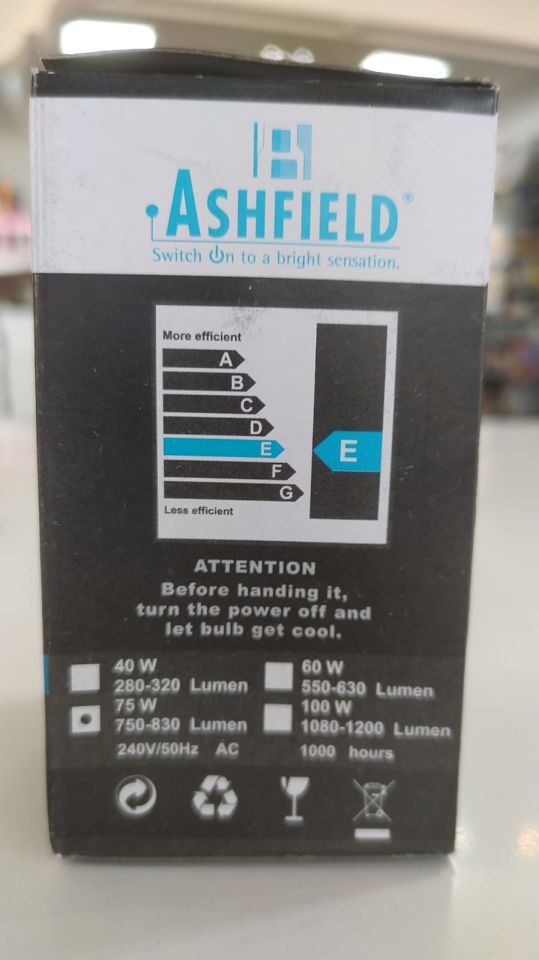 ASHFIELD®
Switch On to a bright sensation.
More efficient
A
B
C
D
E
E
F
G
Less efficient
ATTENTION
Before handing it,
turn the power off and
let bulb get cool.
40 W
280-320 Lumen
60 W
550-630 Lumen
75 W
750-830 Lumen
100 W
1080-1200 Lumen
240V/50Hz AC
1000 hours